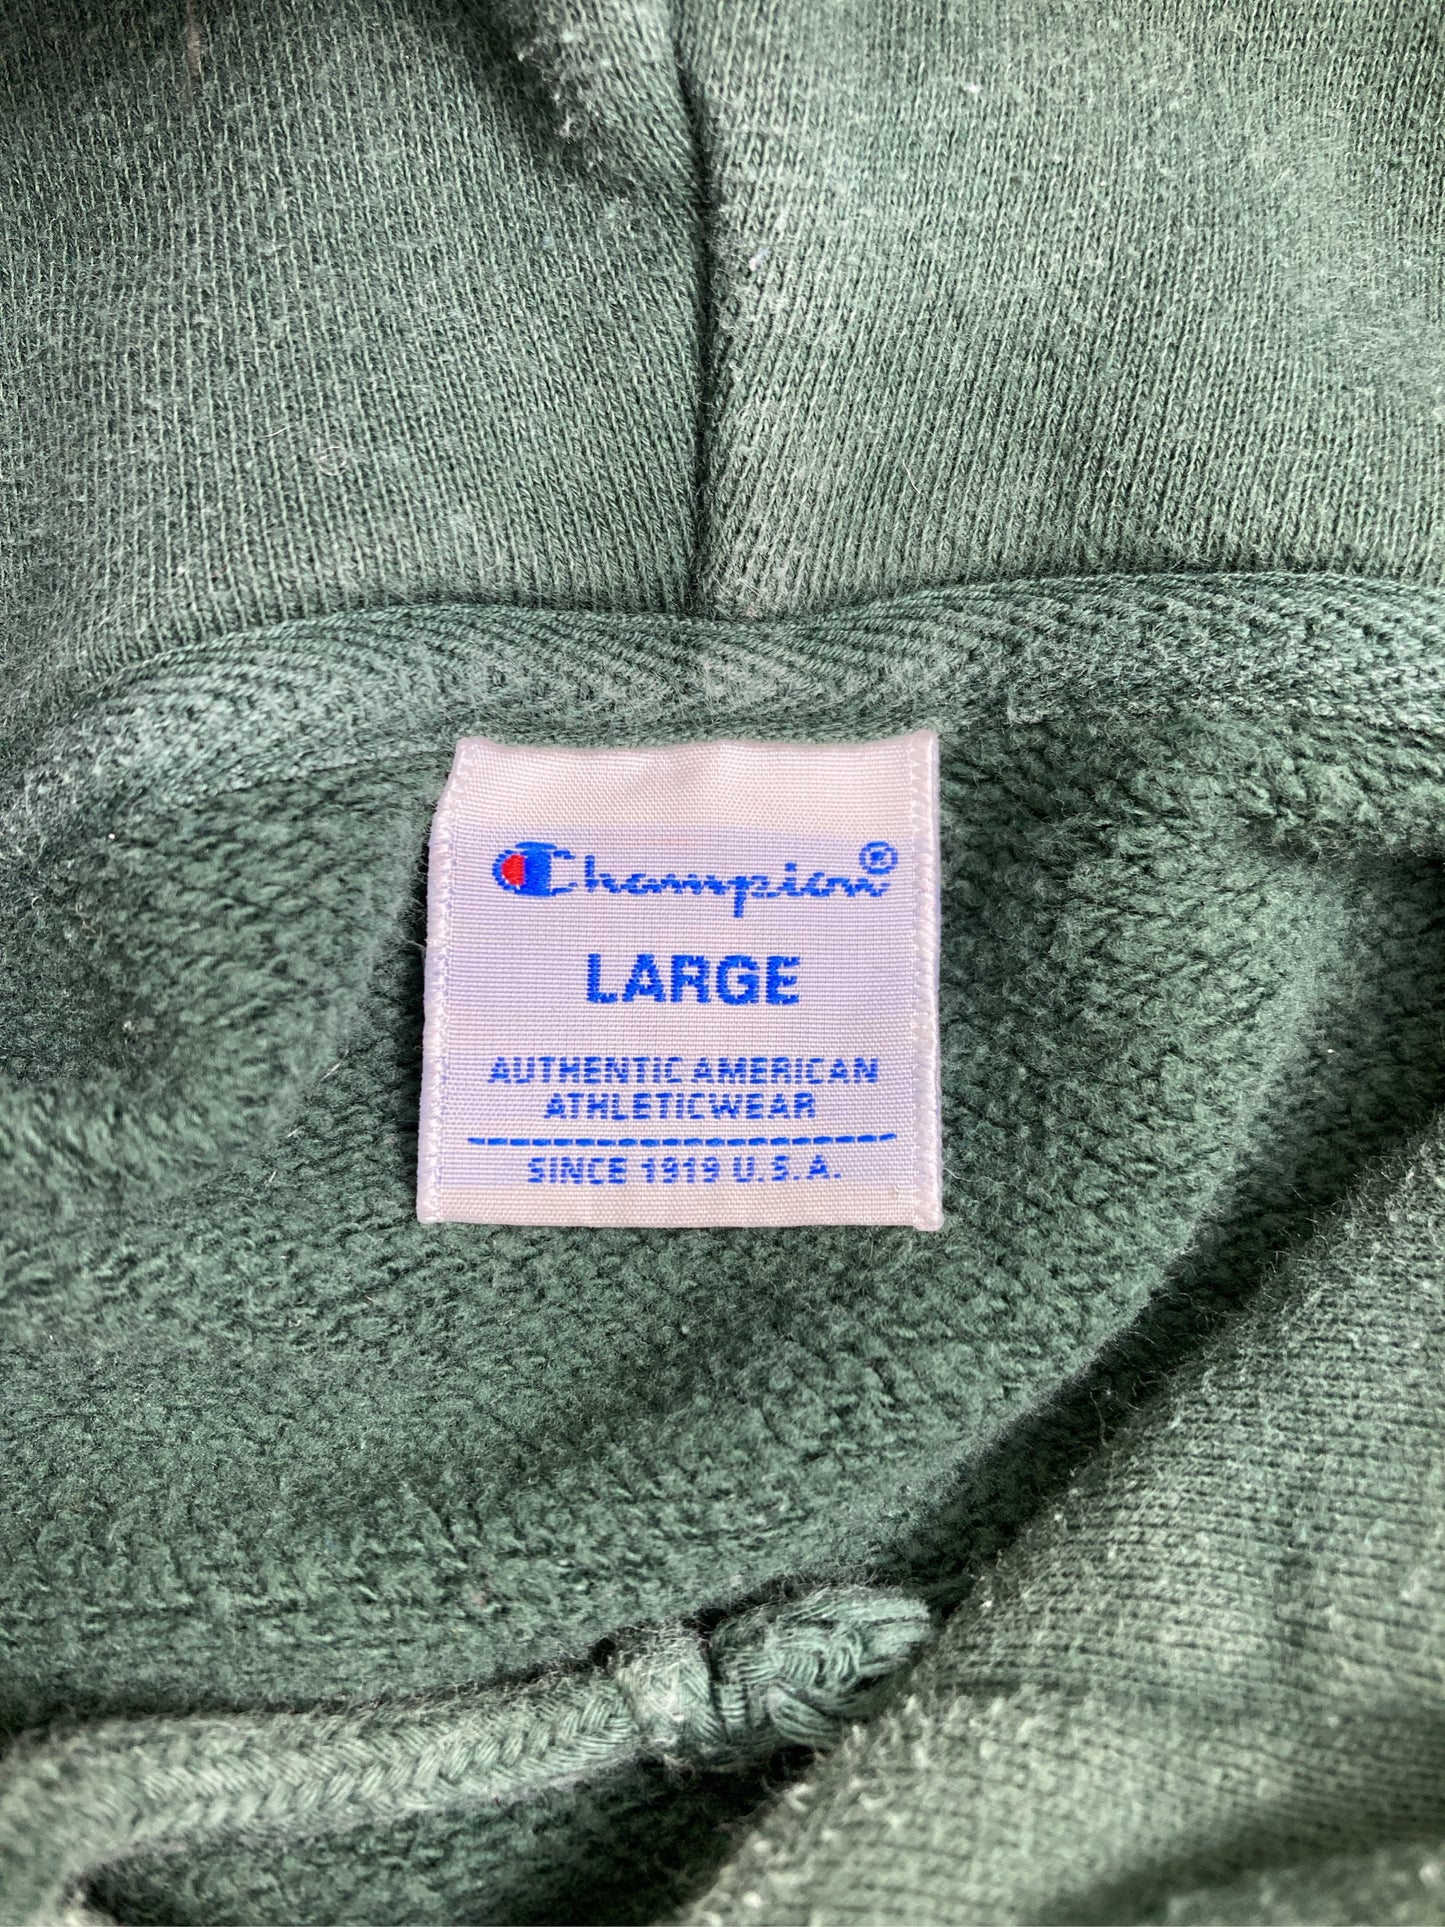 Champion®
LARGE
AUTHENTIC AMERICAN
ATHLETICWEAR
SINCE 1919 U.S.A.